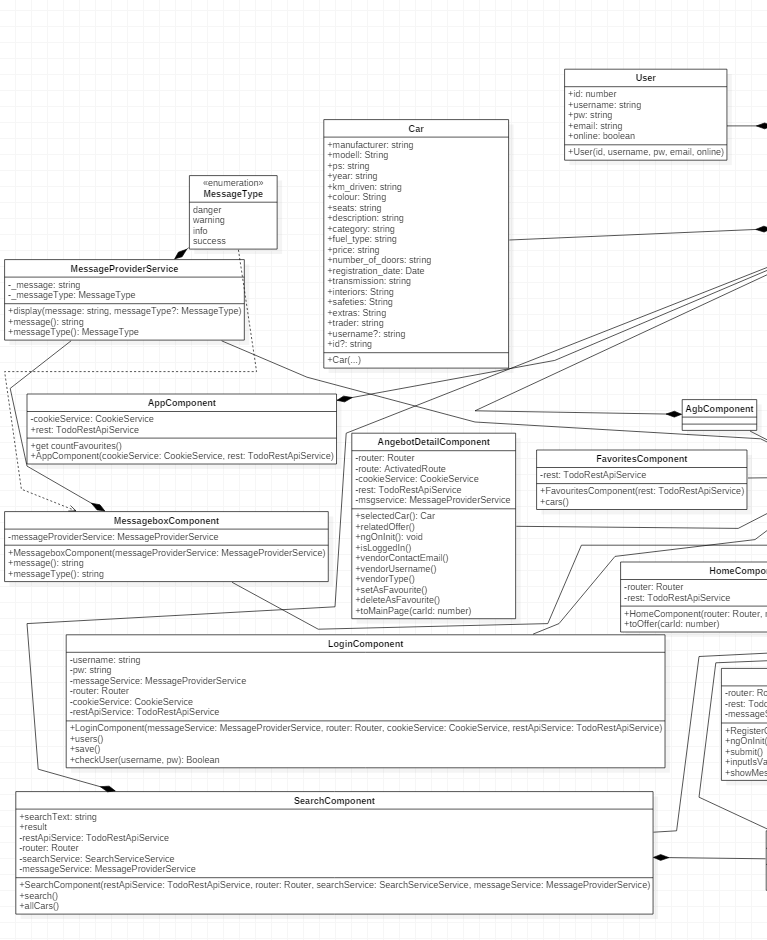 User
+id: number
+username: string
+pw: string
+email: string
+online: boolean
+User(id, username, pw, email, online)
Car
+manufacturer: string
+modell: String
+ps: string
+year: string
+km_driven: string
+colour: String
+seats: string
+description: string
+category: string
+fuel_type: string
+price: string
+number_of_doors: string
+registration_date: Date
+transmission: string
+interiors: String
+safeties: string
+extras: string
+trader: string
+username?: string
+id?: string
+Car(...)
«enumeration»
MessageType
danger
warning
info
success
MessageProviderService
-_message: string
-_messageType: MessageType
+display(message: string, messageType?: MessageType)
+message(): string
+messageType(): MessageType
AppComponent
-cookieService: CookieService
+rest: TodoRestApiService
+get countFavourites()
+AppComponent(cookieService: CookieService, rest: TodoRestApiService)
AgbComponent
AngebotDetailComponent
-router: Router
-route: ActivatedRoute
-cookieService: CookieService
-rest: TodoRestApiService
-msgservice: MessageProviderService
+selectedCar(): Car
+relatedOffer()
+ngOnInit(): void
+isLoggedIn()
+vendorContactEmail()
+vendorUsername()
+vendorType()
+setAsFavourite()
+deleteAsFavourite()
+toMainPage(carId: number)
FavoritesComponent
-rest: TodoRestApiService
+FavouritesComponent(rest: TodoRestApiService)
+cars()
MessageboxComponent
-messageProviderService: MessageProviderService
+MessageboxComponent(messageProviderService: MessageProviderService)
+message(): string
+messageType(): string
HomeCompo
-router: Router
-rest: TodoRestApiService
+HomeComponent(router: Router,
+toOffer(carId: number)
LoginComponent
-username: string
-pw: string
-messageService: MessageProviderService
-router: Router
-cookieService: CookieService
-restApiService: TodoRestApiService
+LoginComponent(messageService: MessageProviderService, router: Router, cookieService: CookieService, restApiService: TodoRestApiService)
+users()
+save()
+checkUser(username, pw): Boolean
-router: Ro
-rest: Todo
-messageS
+RegisterC
+ngOnInit(
+submit()
+inputIsVa
+showMes
SearchComponent
+searchText: string
+result
-restApiService: TodoRestApiService
-router: Router
-searchService: SearchServiceService
-messageService: MessageProviderService
+SearchComponent(restApiService: TodoRestApiService, router: Router, searchService: SearchServiceService, messageService: MessageProviderService)
+search()
+allCars()